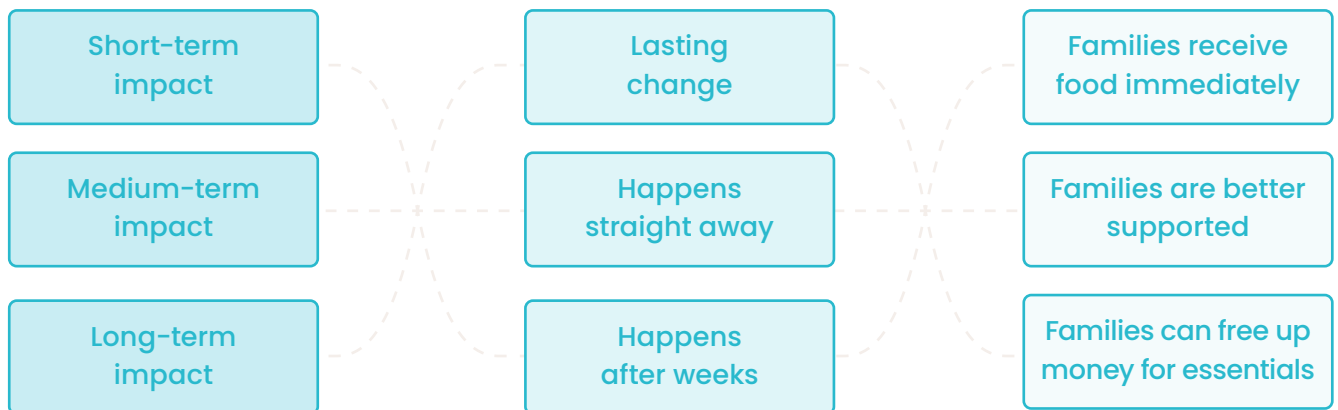 Short-term
impact
Lasting
change
Families receive
food immediately
Medium-term
impact
Happens
straight away
Families are better
supported
Long-term
impact
Happens
after weeks
Families can free up
money for essentials